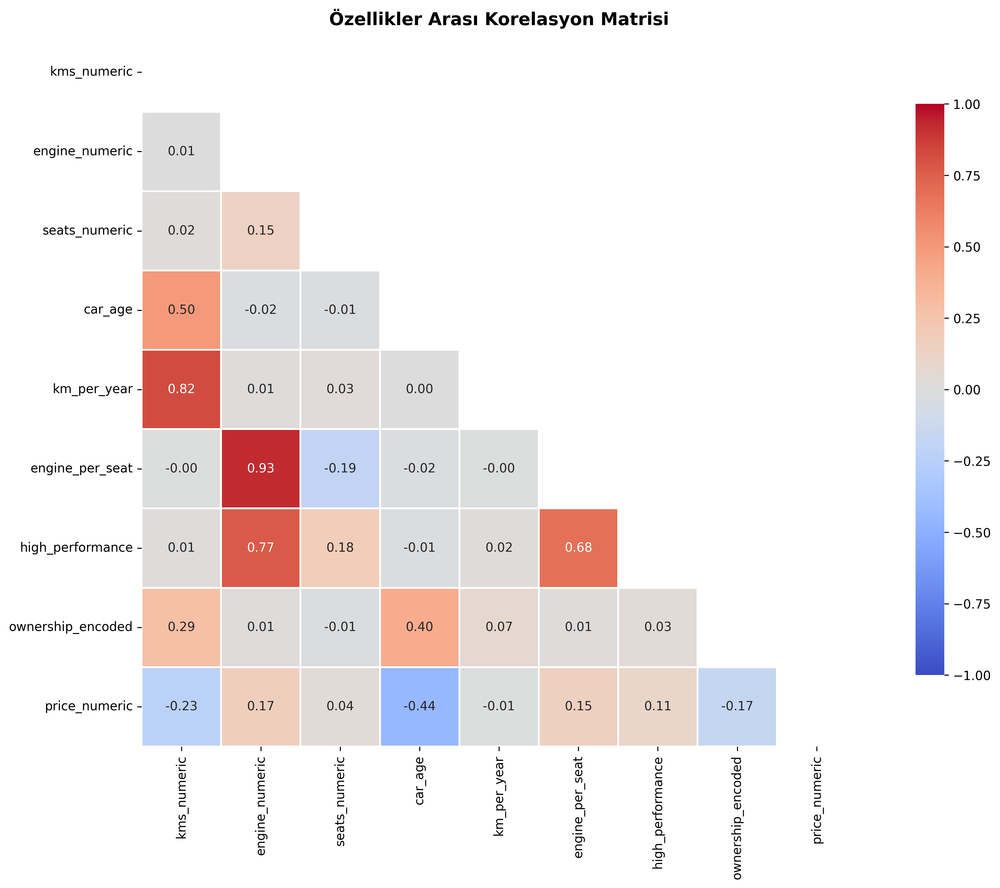 Özellikler Arası Korelasyon Matrisi
kms_numeric
1.00
engine_numeric 0.01
0.75
seats_numeric 0.02 0.15
0.50
car_age 0.50 -0.02 -0.01
0.25
km_per_year 0.82 0.01 0.03 0.00
0.00
engine_per_seat -0.00 0.93 -0.19 -0.02 -0.00
−0.25
high_performance 0.01 0.77 0.18 -0.01 0.02 0.68
−0.50
ownership_encoded 0.29 0.01 -0.01 0.40 0.07 0.01 0.03
−0.75
price_numeric -0.23 0.17 0.04 -0.44 -0.01 0.15 0.11 -0.17
−1.00
kms_numeric
engine_numeric
seats_numeric
car_age
km_per_year
engine_per_seat
high_performance
ownership_encoded
price_numeric